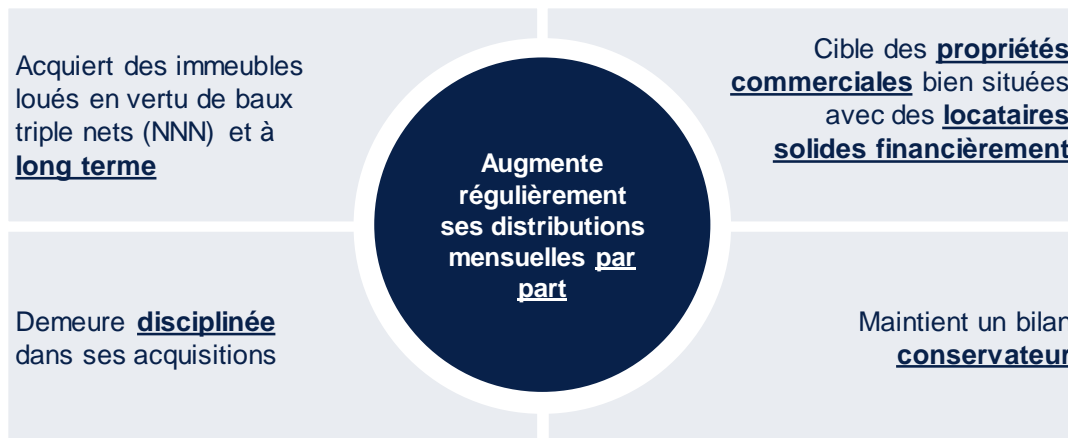 Acquiert des immeubles
loués en vertu de baux
triple nets (NNN) et à
long terme
Cible des propriétés
commerciales bien situées
avec des locataires
solides financièrement
Augmente
régulièrement
ses distributions
mensuelles par
part
Demeure disciplinée
dans ses acquisitions
Maintient un bilan
conservateur